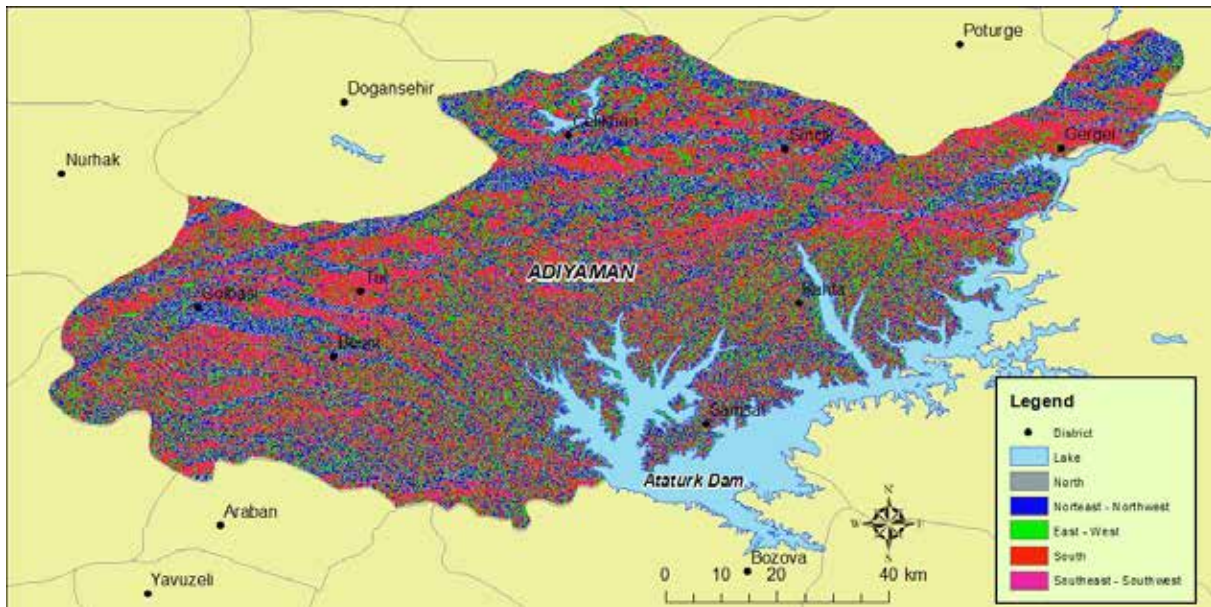 Poturge
Dogansehir
Celikhan
Sincik
Gerger
Nurhak
ADIYAMAN
Tut
Golbasi
Kahta
Besni
Samsat
Ataturk Dam
Araban
Bozova
Yavuzeli
N
W
E
S
0 10 20 40 km
Legend
District
Lake
North
Norteast - Northwest
East - West
South
Southeast - Southwest